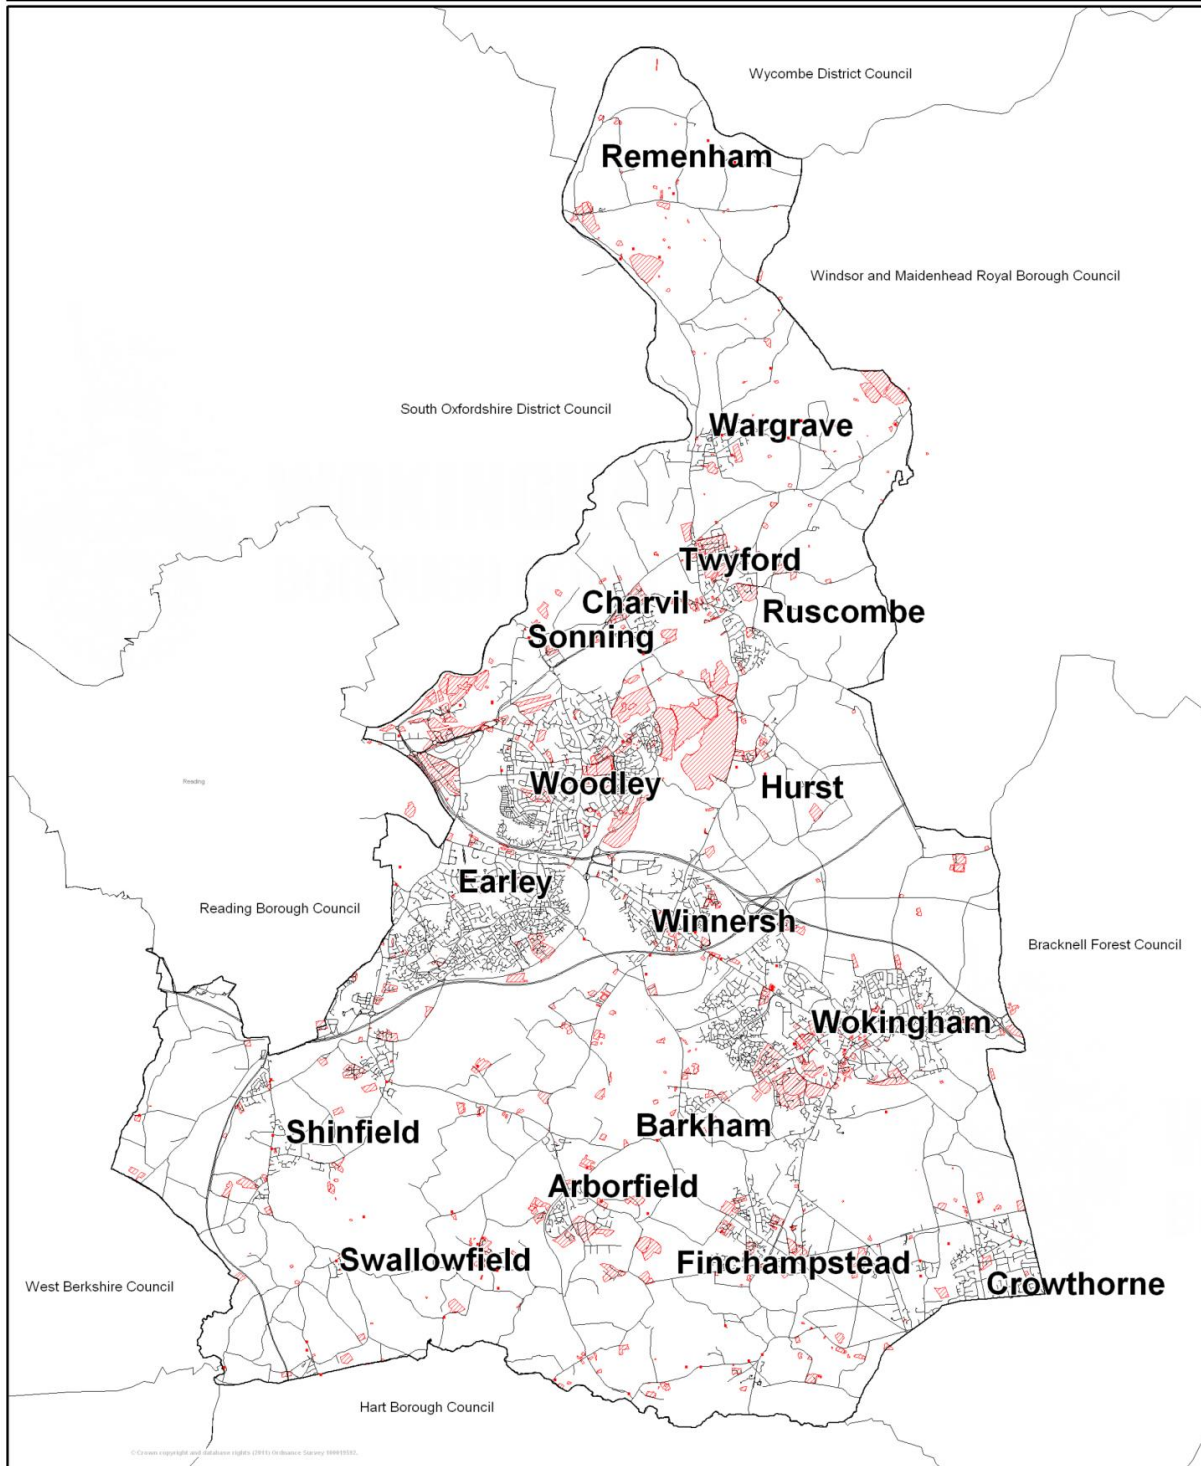 Wycombe District Council
Remenham
Windsor and Maidenhead Royal Borough Council
South Oxfordshire District Council
Wargrave
Twyford
Charvil
Ruscombe
Sonning
Reading
Woodley
Hurst
Earley
Reading Borough Council
Winnersh
Bracknell Forest Council
Wokingham
Shinfield
Barkham
Arborfield
Swallowfield
Finchampstead
Crowthorne
West Berkshire Council
Hart Borough Council